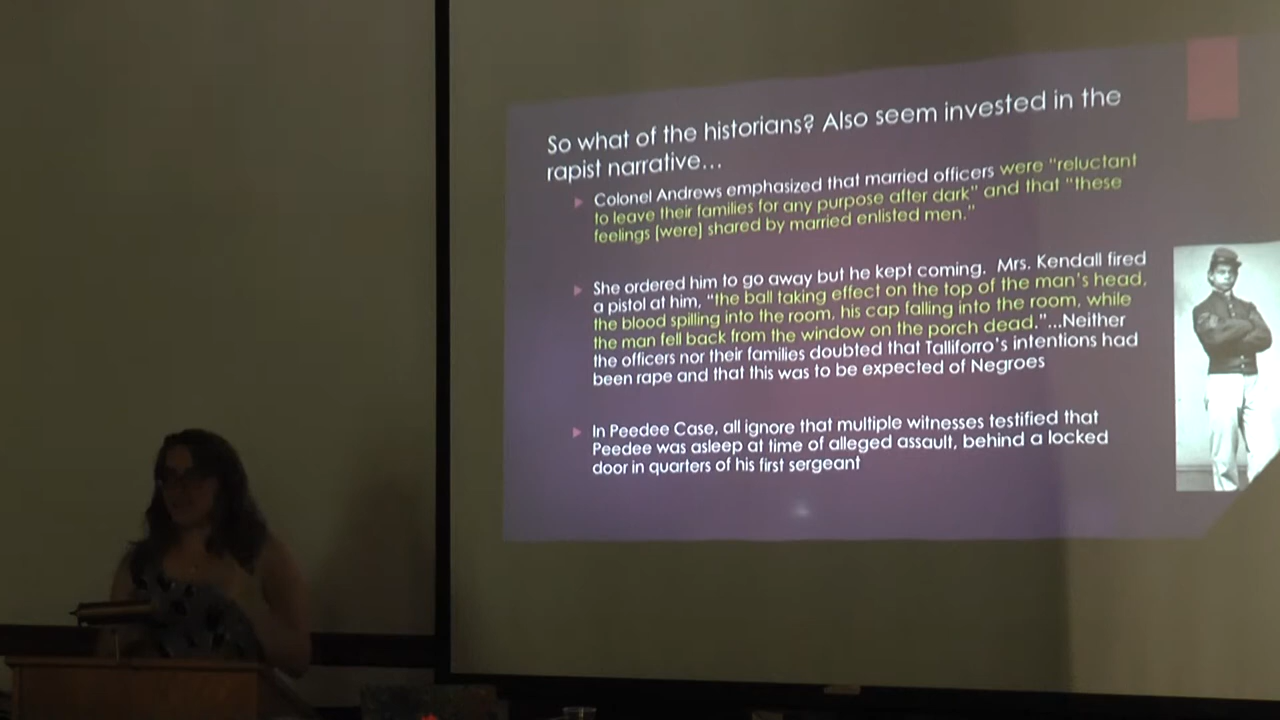 So what of the historians? Also seem invested in the
rapist narrative...
Colonel Andrews emphasized that married officers were "reluctant
to leave their families for any purpose after dark" and that "these
feelings [were] shared by married enlisted men."
She ordered him to go away but he kept coming. Mrs. Kendall fired
a pistol at him, "the ball taking effect on the top of the man's head,
the blood spilling into the room, his cap falling into the room, while
the man fell back from the window on the porch dead."...Neither
the officers nor their families doubted that Talliforro's intentions had
been rape and that this was to be expected of Negroes
In Peedee Case, all ignore that multiple witnesses testified that
Peedee was asleep at time of alleged assault, behind a locked
door in quarters of his first sergeant